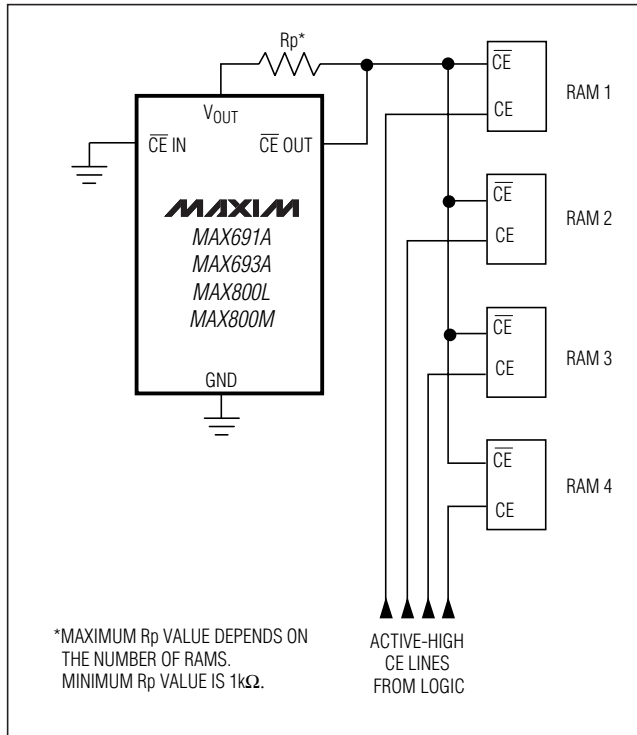 Rp*
VOUT
CE IN
CE OUT
MAXIM
MAX691A
MAX693A
MAX800L
MAX800M
GND
CE
CE
RAM 1
CE
CE
RAM 2
CE
CE
RAM 3
CE
CE
RAM 4
*MAXIMUM Rp VALUE DEPENDS ON
THE NUMBER OF RAMS.
MINIMUM Rp VALUE IS 1kΩ.
ACTIVE-HIGH
CE LINES
FROM LOGIC